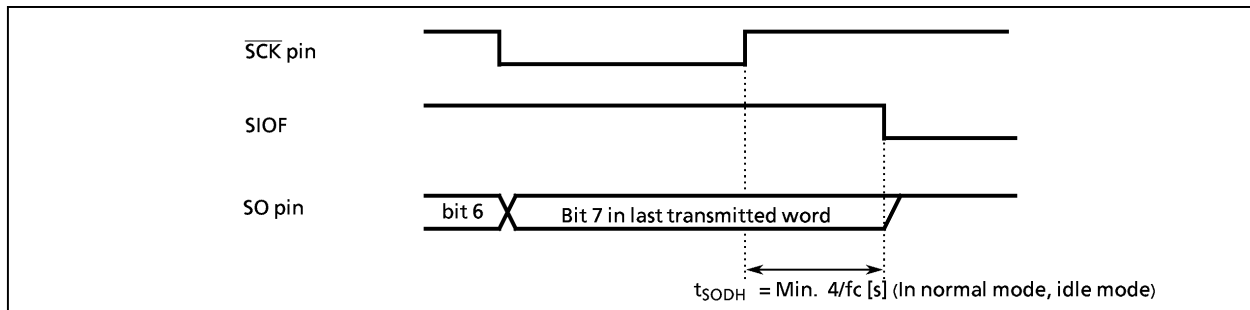 S̅C̅K̅ pin
SIOF
SO pin
bit 6
Bit 7 in last transmitted word
tSODH = Min. 4/fc [s] (In normal mode, idle mode)